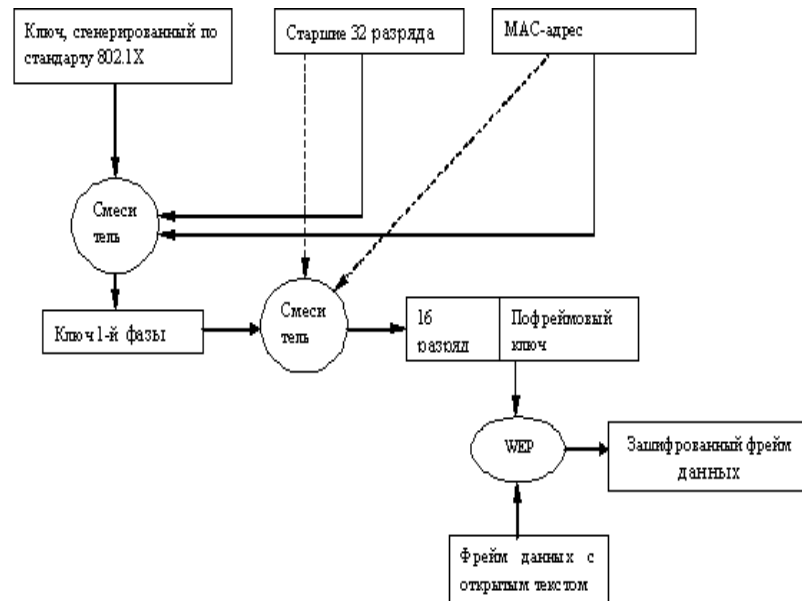 Ключ, сгенерированный по
стандарту 802.1X
Старшие 32 разряда
МАС-адрес
Смеси
тель
Ключ 1-й фазы
Смеси
тель
16
разряд
Пофреймовый
ключ
WEP
Зашифрованный фрейм
данных
Фрейм данных с
открытым текстом